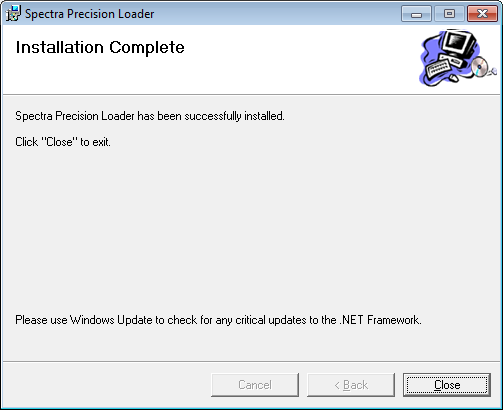 Spectra Precision Loader
Installation Complete
Spectra Precision Loader has been successfully installed.
Click "Close" to exit.
Please use Windows Update to check for any critical updates to the .NET Framework.
Cancel
< Back
Close